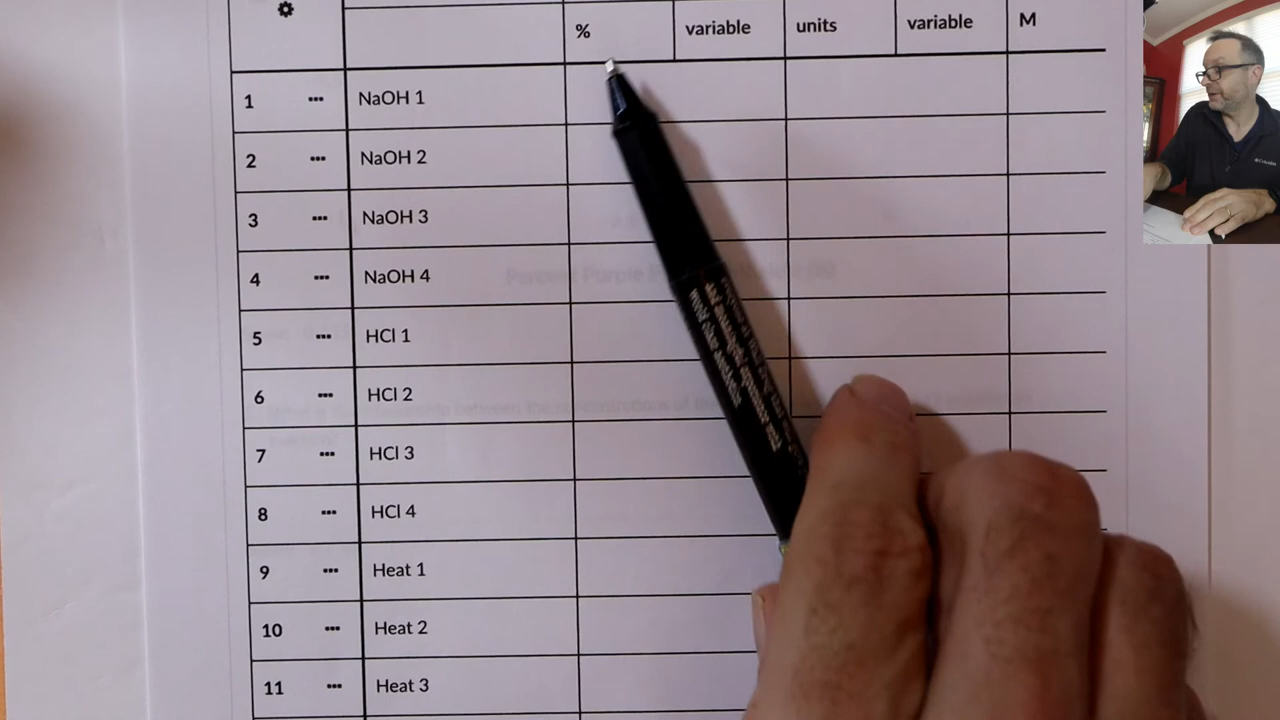 % variable units variable M
1 ••• NaOH 1
2 ••• NaOH 2
3 ••• NaOH 3
4 ••• NaOH 4
5 ••• HCl 1
6 ••• HCl 2
7 ••• HCl 3
8 ••• HCl 4
9 ••• Heat 1
10 ••• Heat 2
11 ••• Heat 3
Columbia